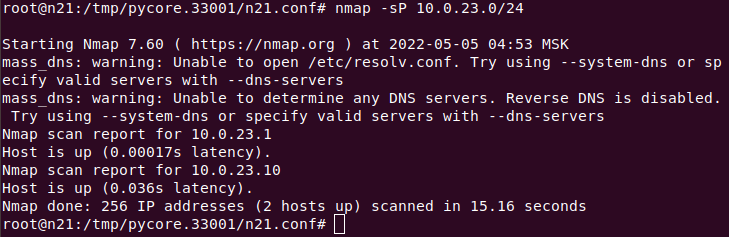 root@n21:/tmp/pycore.33001/n21.conf# nmap -sP 10.0.23.0/24
Starting Nmap 7.60 ( https://nmap.org ) at 2022-05-05 04:53 MSK
mass_dns: warning: Unable to open /etc/resolv.conf. Try using --system-dns or sp
ecify valid servers with --dns-servers
mass_dns: warning: Unable to determine any DNS servers. Reverse DNS is disabled.
 Try using --system-dns or specify valid servers with --dns-servers
Nmap scan report for 10.0.23.1
Host is up (0.00017s latency).
Nmap scan report for 10.0.23.10
Host is up (0.036s latency).
Nmap done: 256 IP addresses (2 hosts up) scanned in 15.16 seconds
root@n21:/tmp/pycore.33001/n21.conf#